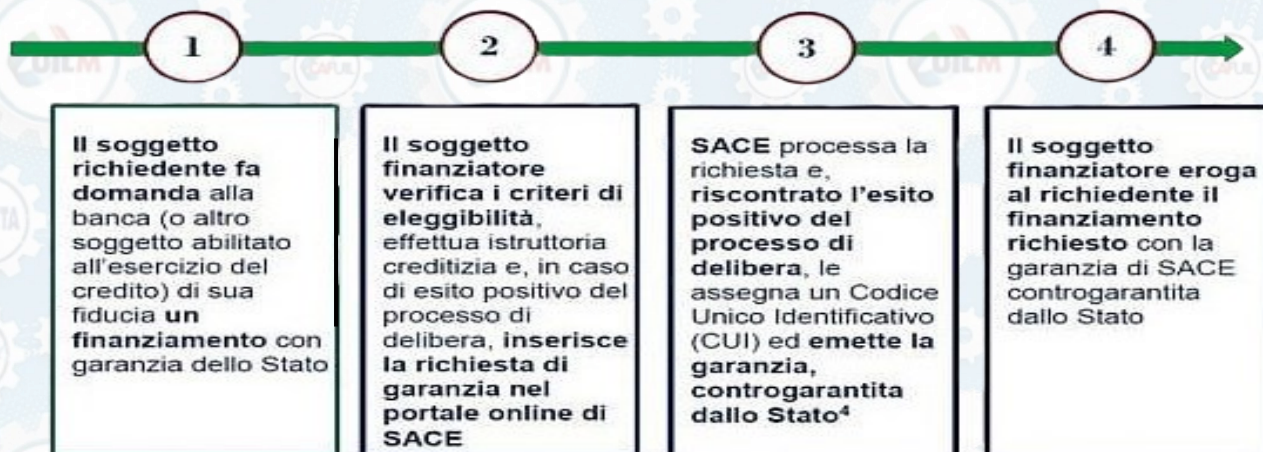 1
2
3
4
Il soggetto
richiedente fa
domanda alla
banca (o altro
soggetto abilitato
all'esercizio del
credito) di sua
fiducia un
finanziamento con
garanzia dello Stato
Il soggetto
finanziatore
verifica i criteri di
eleggibilità,
effettua istruttoria
creditizia e, in caso
di esito positivo del
processo di
delibera, inserisce
la richiesta di
garanzia nel
portale online di
SACE
SACE processa la
richiesta e,
riscontrato l'esito
positivo del
processo di
delibera, le
assegna un Codice
Unico Identificativo
(CUI) ed emette la
garanzia,
controgarantita
dallo Stato⁴
Il soggetto
finanziatore eroga
al richiedente il
finanziamento
richiesto con la
garanzia di SACE
controgarantita
dallo Stato